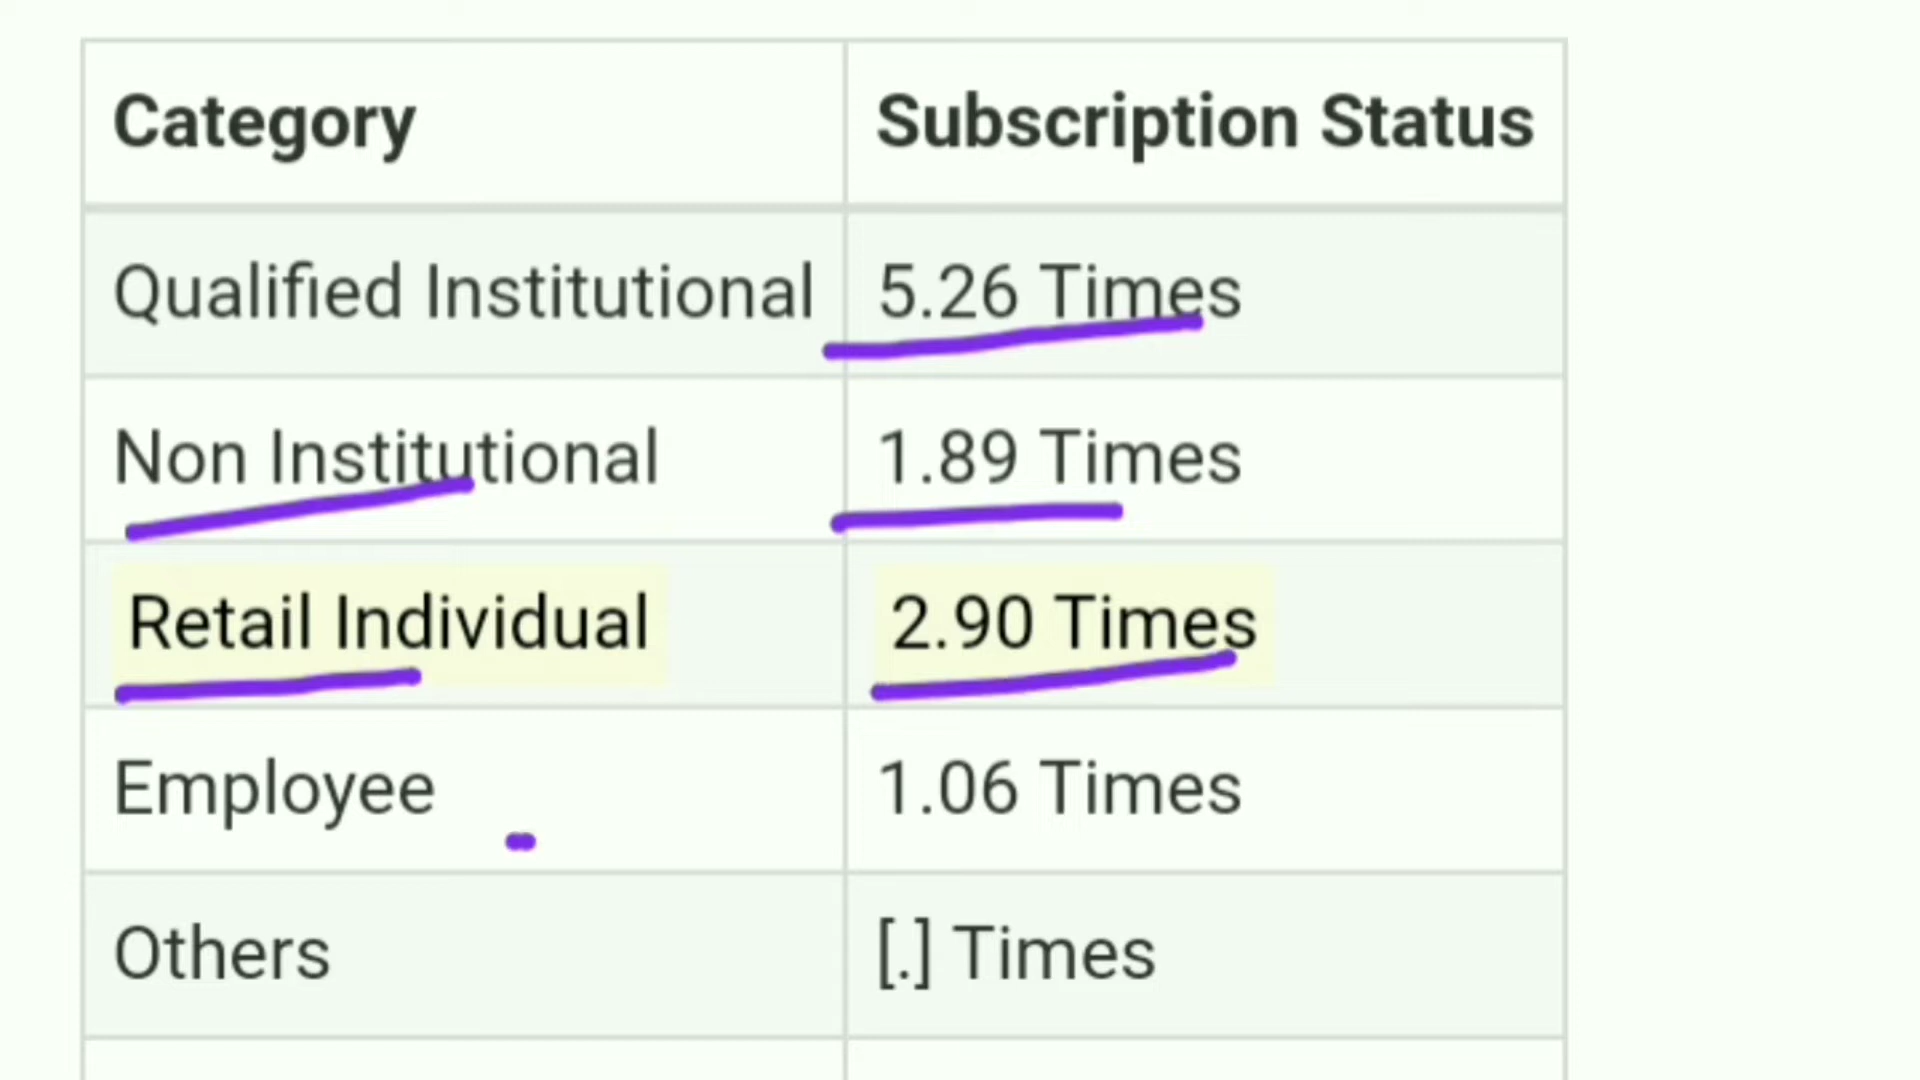 Category Subscription Status
Qualified Institutional 5.26 Times
Non Institutional 1.89 Times
Retail Individual 2.90 Times
Employee 1.06 Times
Others [.] Times